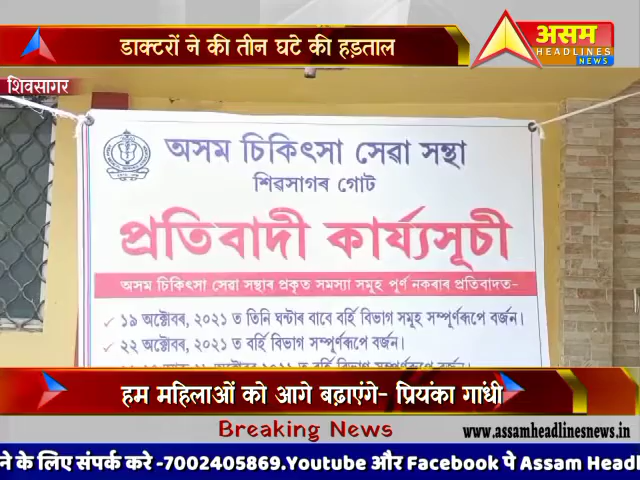 डाक्टरों ने की तीन घटे की हड़ताल
असम
HEADLINES
NEWS
शिवसागर
অসম চিকিৎসা সেৱা সন্থা
শিৱসাগৰ গোট
প্ৰতিবাদী কাৰ্য্যসূচী
অসম চিকিৎসা সেৱা সন্থাৰ প্ৰকৃত সমস্যা সমূহ পূৰ্ণ নকৰাৰ প্ৰতিবাদত-
✓ ১৯ অক্টোবৰ, ২০২১ ত তিনি ঘন্টাৰ বাবে বৰ্হি বিভাগ সমূহ সম্পূৰ্ণৰূপে বৰ্জন।
✓ ২২ অক্টোবৰ, ২০২১ ত বৰ্হি বিভাগ সম্পূৰ্ণৰূপে বৰ্জন।
हम महिलाओं को आगे बढ़ाएंगे- प्रियंका गांधी
Breaking News
www.assamheadlinesnews.in
ने के लिए संपर्क करे -7002405869.Youtube और Facebook पे Assam Headl